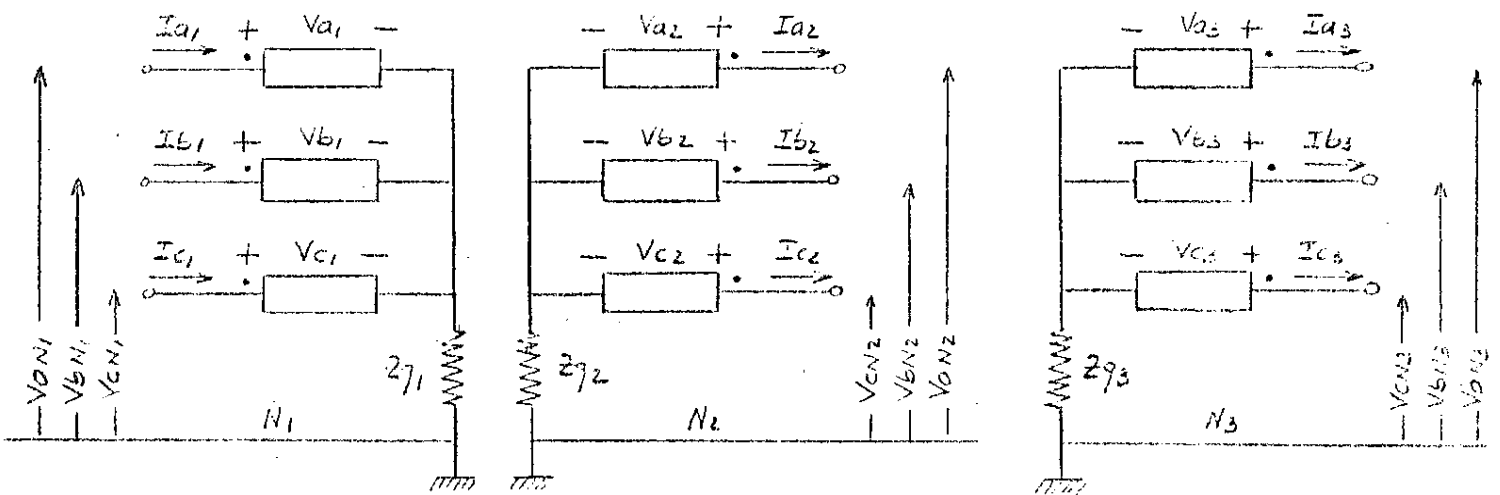 Ia1 + Va1 - - Va2 + Ia2 - Va3 + Ia3
Ib1 + Vb1 - - Vb2 + Ib2 - Vb3 + Ib3
Ic1 + Vc1 - - Vc2 + Ic2 - Vc3 + Ic3
VaN1 VbN1 VcN1 Zg1 Zg2 VcN2 VbN2 VaN2 Zg3 VcN2 VbN3 VaN3
N1 N2 N3